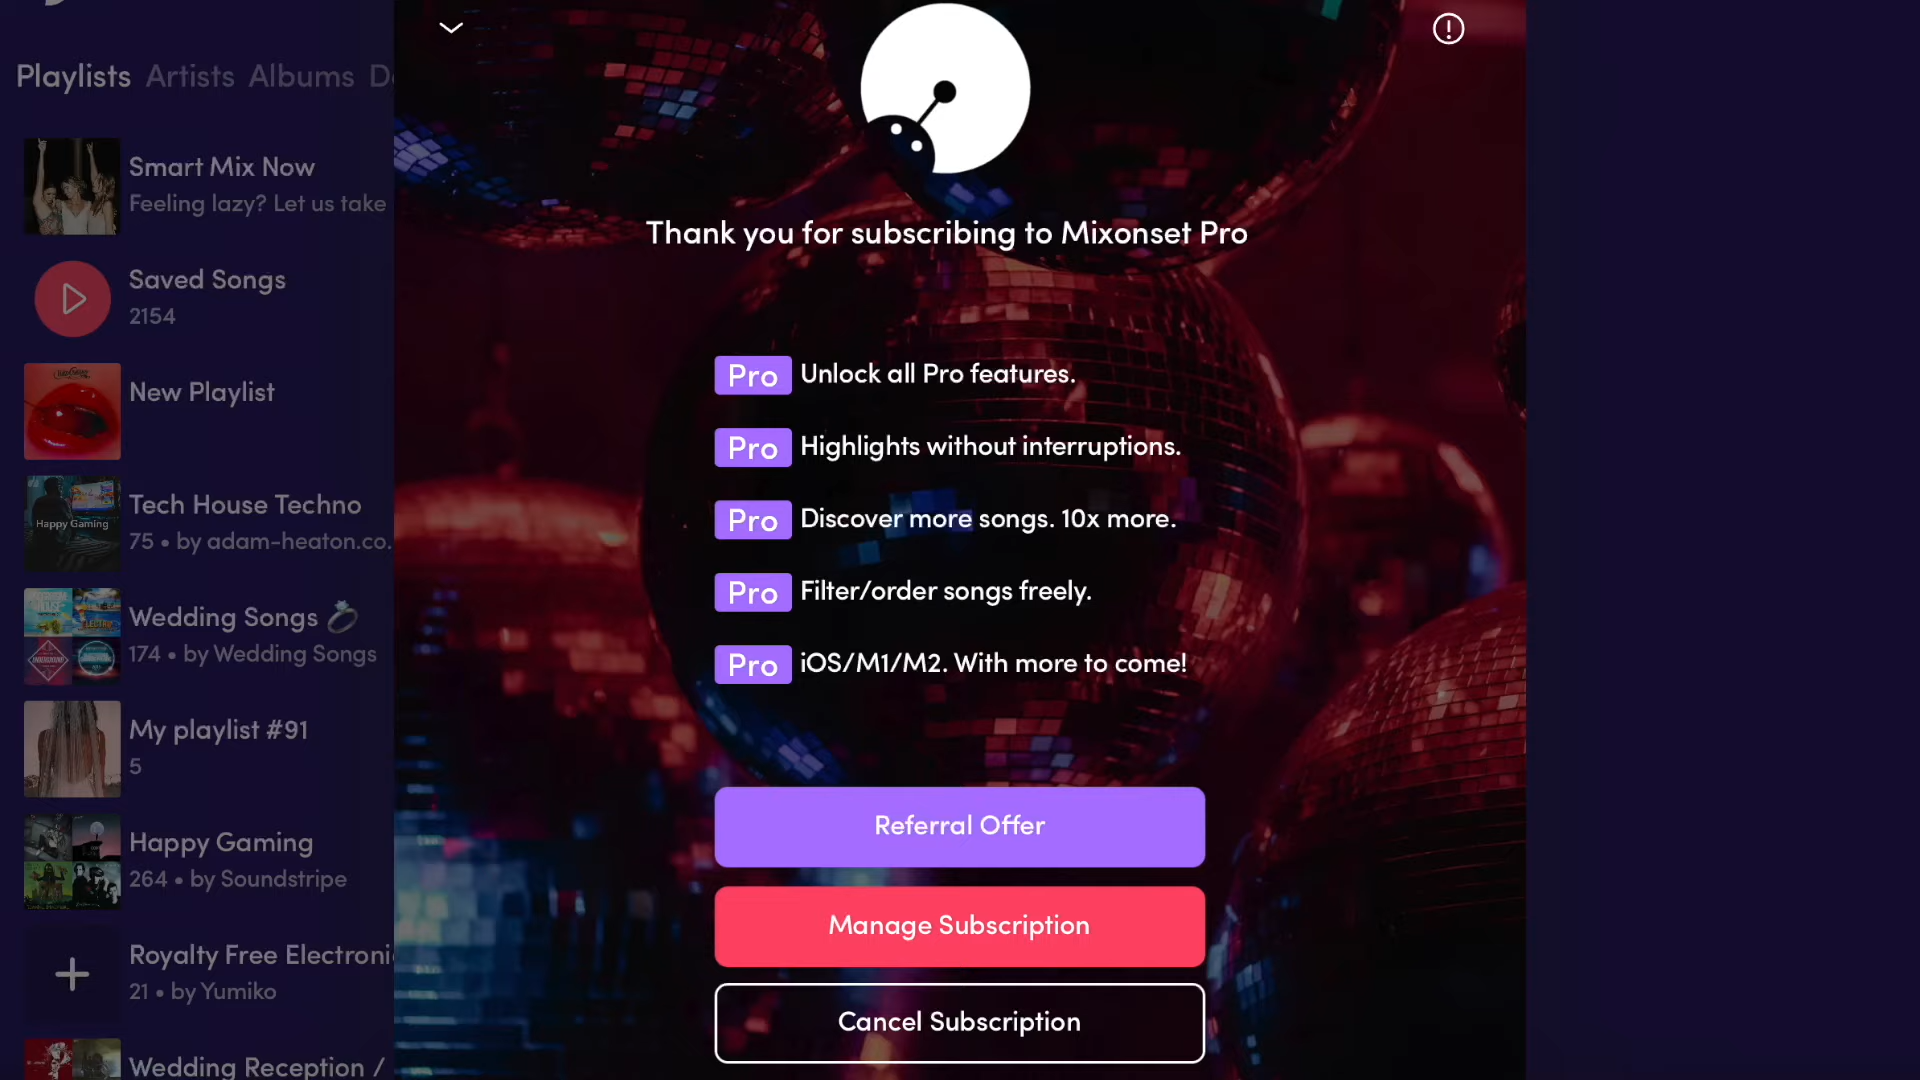 Playlists Artists Albums
Smart Mix Now
Feeling lazy? Let us take
Saved Songs
2154
New Playlist
Happy Gaming
Tech House Techno
75 • by adam-heaton.co.
Wedding Songs 💍
174 • by Wedding Songs
My playlist #91
5
Happy Gaming
264 • by Soundstripe
Royalty Free Electroni
21 • by Yumiko
Wedding Reception /
Thank you for subscribing to Mixonset Pro
Pro Unlock all Pro features.
Pro Highlights without interruptions.
Pro Discover more songs. 10x more.
Pro Filter/order songs freely.
Pro iOS/M1/M2. With more to come!
Referral Offer
Manage Subscription
Cancel Subscription